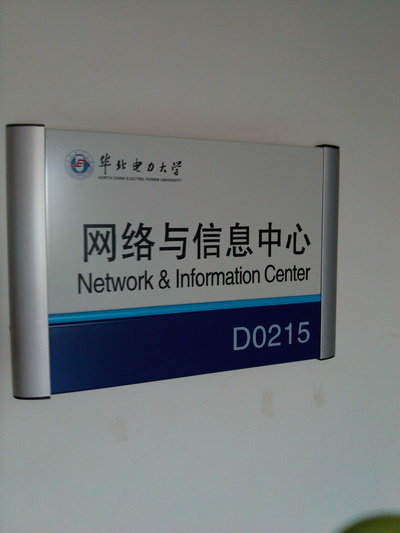 华北电力大学
NORTH CHINA ELECTRIC POWER UNIVERSITY
网络与信息中心
Network & Information Center
D0215